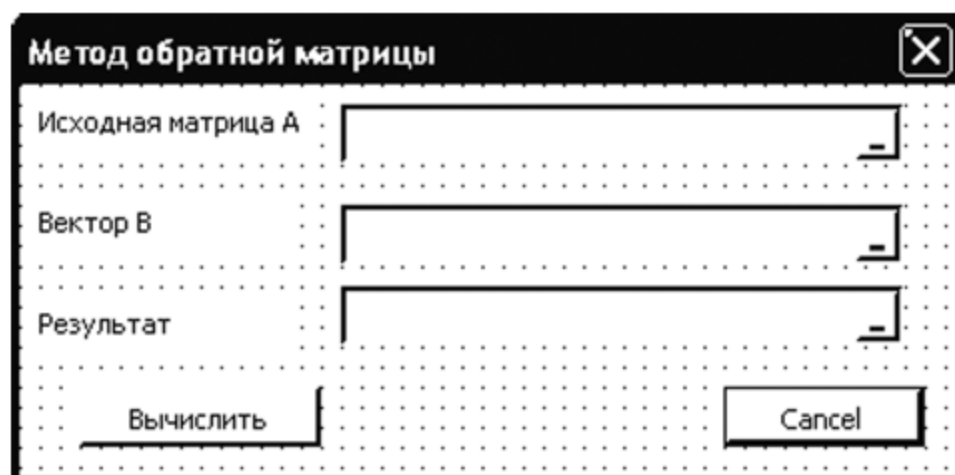 Метод обратной матрицы
Исходная матрица A
Вектор B
Результат
Вычислить
Cancel